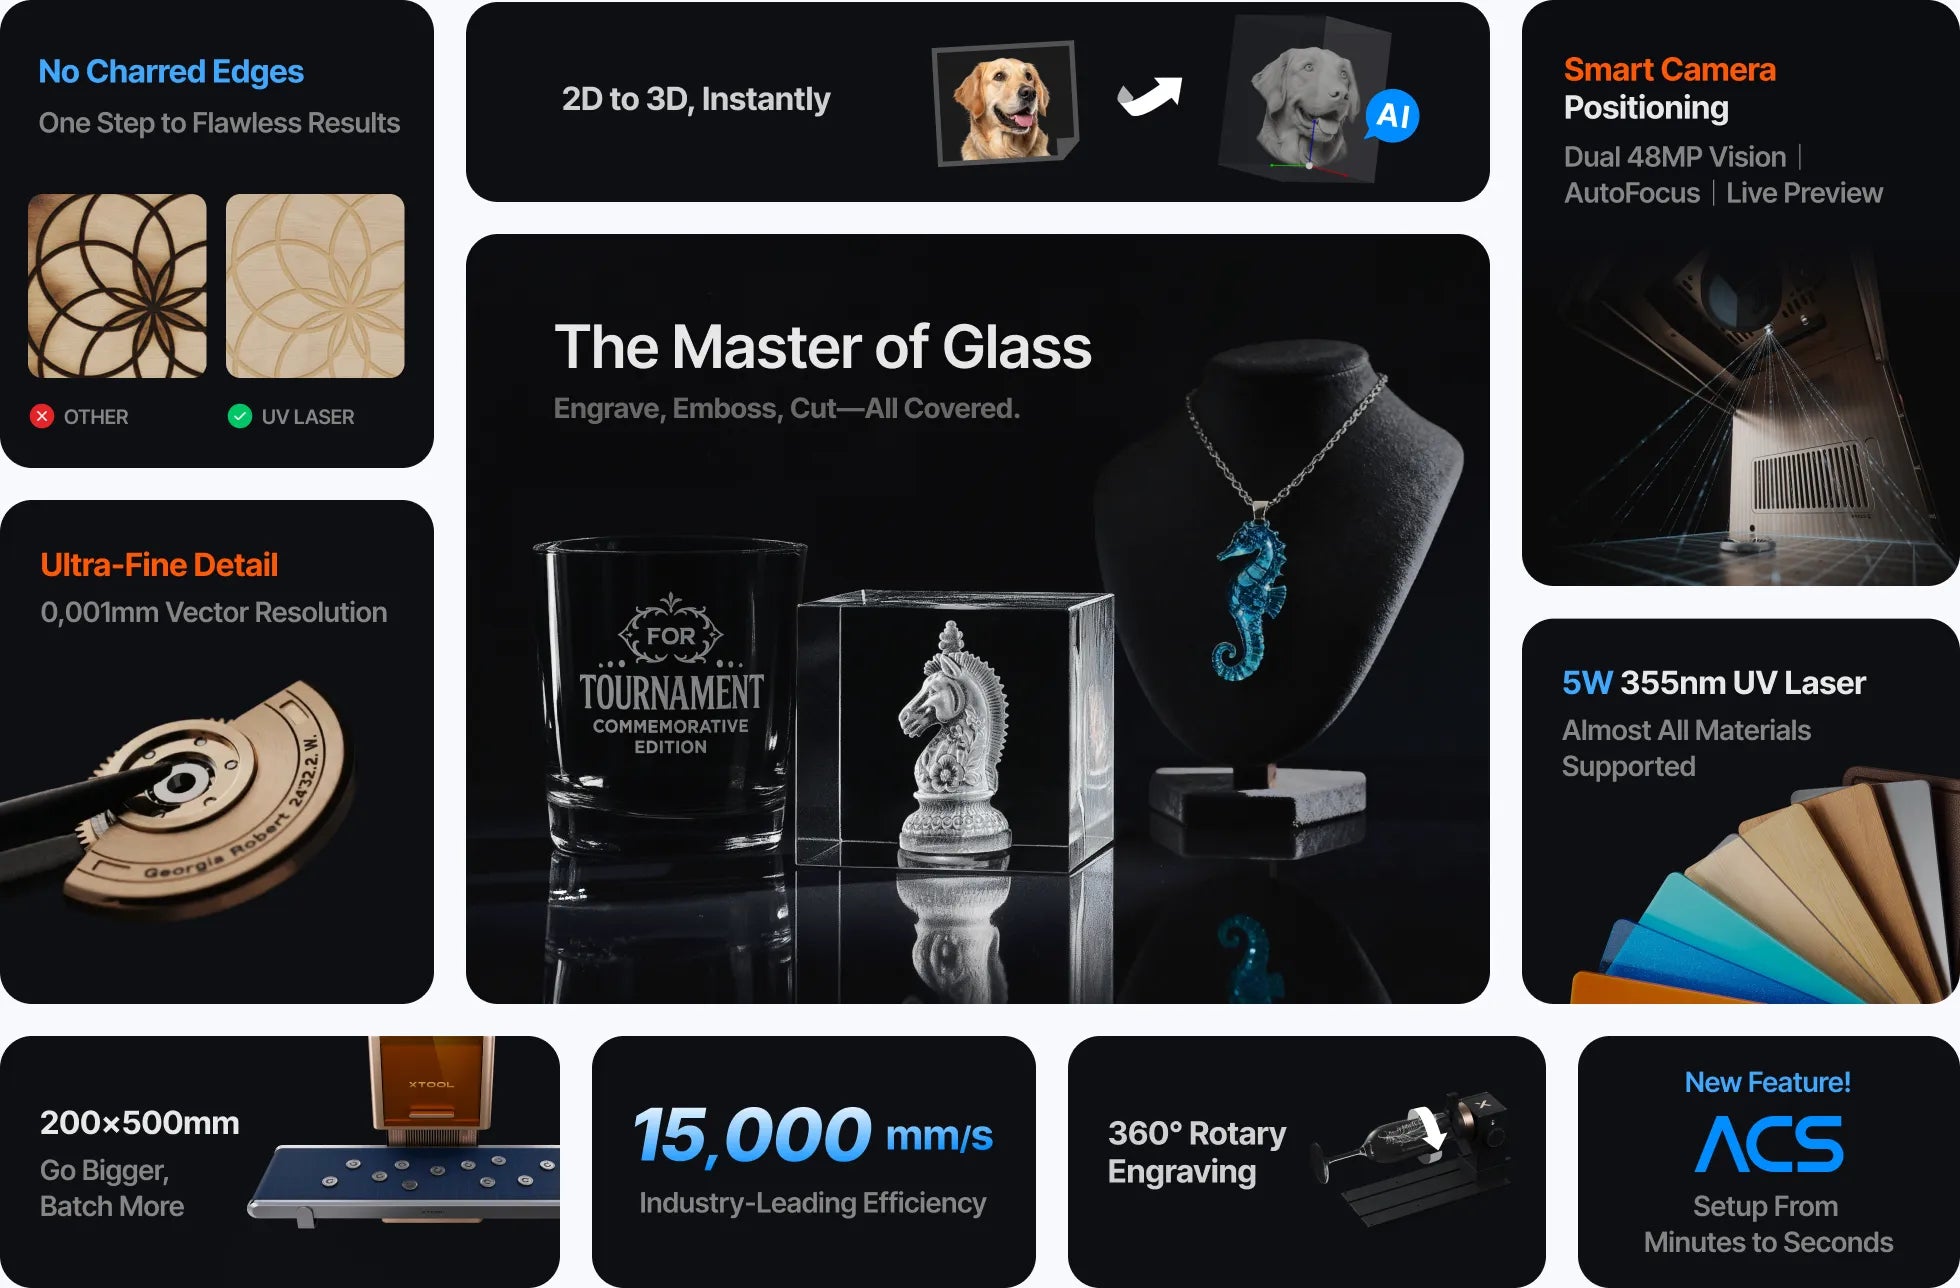 No Charred Edges
One Step to Flawless Results
OTHER
UV LASER
2D to 3D, Instantly
AI
Smart Camera
Positioning
Dual 48MP Vision |
AutoFocus | Live Preview
The Master of Glass
Engrave, Emboss, Cut—All Covered.
FOR
TOURNAMENT
COMMEMORATIVE
EDITION
Ultra-Fine Detail
0,001mm Vector Resolution
Georgia Robert 24'32.2. W.
5W 355nm UV Laser
Almost All Materials
Supported
200×500mm
Go Bigger,
Batch More
XTOOL
15,000 mm/s
Industry-Leading Efficiency
360° Rotary
Engraving
New Feature!
ACS
Setup From
Minutes to Seconds